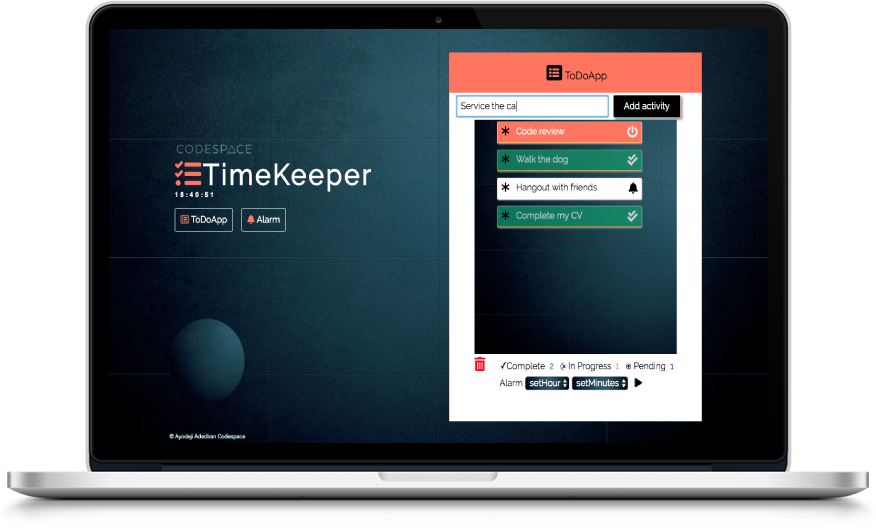 CODESPACE
TimeKeeper
18:40:51
ToDoApp
Alarm
© Ayodeji Adediran Codespace
ToDoApp
Service the ca
Add activity
Code review
Walk the dog
Hangout with friends
Complete my CV
Complete 2 In Progress 1 Pending 1
Alarm setHour setMinutes